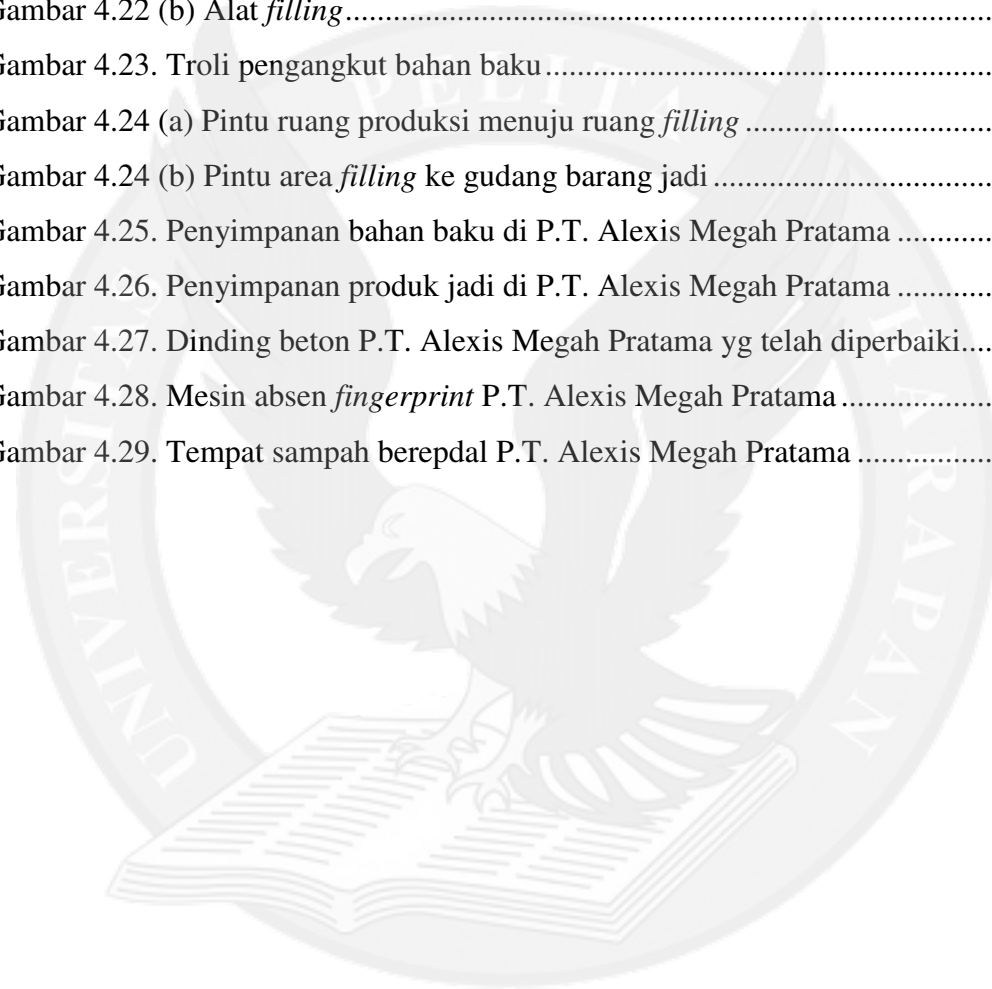 Gambar 4.22 (b) Alat filling....................................................................................
Gambar 4.23. Troli pengangkut bahan baku..........................................................
Gambar 4.24 (a) Pintu ruang produksi menuju ruang filling ................................
Gambar 4.24 (b) Pintu area filling ke gudang barang jadi.....................................
Gambar 4.25. Penyimpanan bahan baku di P.T. Alexis Megah Pratama ............
Gambar 4.26. Penyimpanan produk jadi di P.T. Alexis Megah Pratama ............
Gambar 4.27. Dinding beton P.T. Alexis Megah Pratama yg telah diperbaiki....
Gambar 4.28. Mesin absen fingerprint P.T. Alexis Megah Pratama ...................
Gambar 4.29. Tempat sampah berepdal P.T. Alexis Megah Pratama ................
UNIVERSITAS PELITA HARAPAN